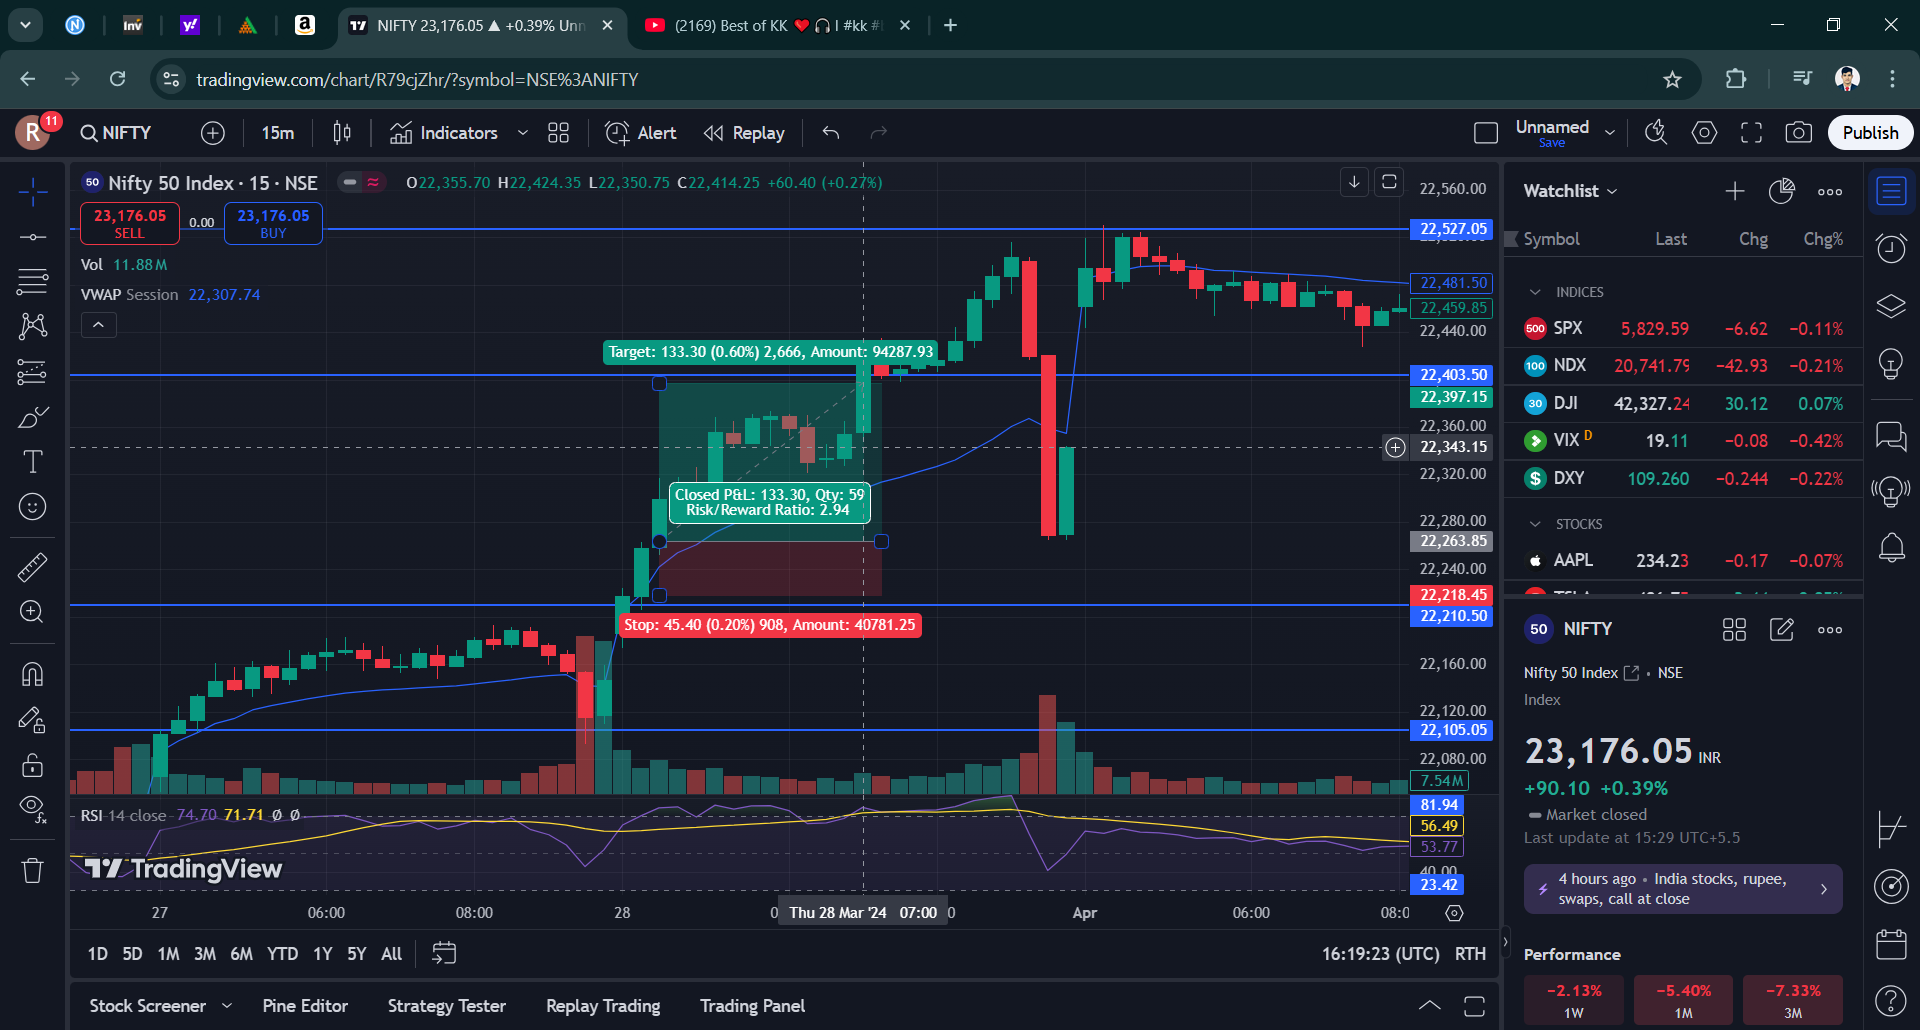 Inv
y!
a
NIFTY 23,176.05 ▲ +0.39% Unn
(2169) Best of KK ❤️ 🎧 | #kk #
tradingview.com/chart/R79cjZhr/?symbol=NSE%3ANIFTY
R
11
NIFTY
15m
Indicators
Alert
Replay
Unnamed
Save
Publish
50 Nifty 50 Index · 15 · NSE
O22,355.70 H22,424.35 L22,350.75 C22,414.25 +60.40 (+0.27%)
23,176.05
SELL
0.00
23,176.05
BUY
Vol 11.88M
VWAP Session 22,307.74
Target: 133.30 (0.60%) 2,666, Amount: 94287.93
Closed P&L: 133.30, Qty: 59
Risk/Reward Ratio: 2.94
Stop: 45.40 (0.20%) 908, Amount: 40781.25
22,560.00
22,527.05
22,481.50
22,459.85
22,440.00
22,403.50
22,397.15
22,360.00
22,343.15
22,320.00
22,280.00
22,263.85
22,240.00
22,218.45
22,210.50
22,160.00
22,120.00
22,105.05
22,080.00
7.54M
RSI 14 close 74.70 71.71 Ø Ø
81.94
56.49
53.77
40.00
23.42
TradingView
27
06:00
08:00
28
Thu 28 Mar '24 07:00
Apr
06:00
08:0
1D 5D 1M 3M 6M YTD 1Y 5Y All
16:19:23 (UTC) RTH
Stock Screener
Pine Editor
Strategy Tester
Replay Trading
Trading Panel
Watchlist
Symbol Last Chg Chg%
INDICES
500 SPX 5,829.59 −6.62 −0.11%
100 NDX 20,741.79 −42.93 −0.21%
30 DJI 42,327.24 30.12 0.07%
VIX D 19.11 −0.08 −0.42%
$ DXY 109.260 −0.244 −0.22%
STOCKS
AAPL 234.23 −0.17 −0.07%
50 NIFTY
Nifty 50 Index • NSE
Index
23,176.05 INR
+90.10 +0.39%
Market closed
Last update at 15:29 UTC+5.5
4 hours ago • India stocks, rupee,
swaps, call at close
Performance
−2.13%
1W
−5.40%
1M
−7.33%
3M